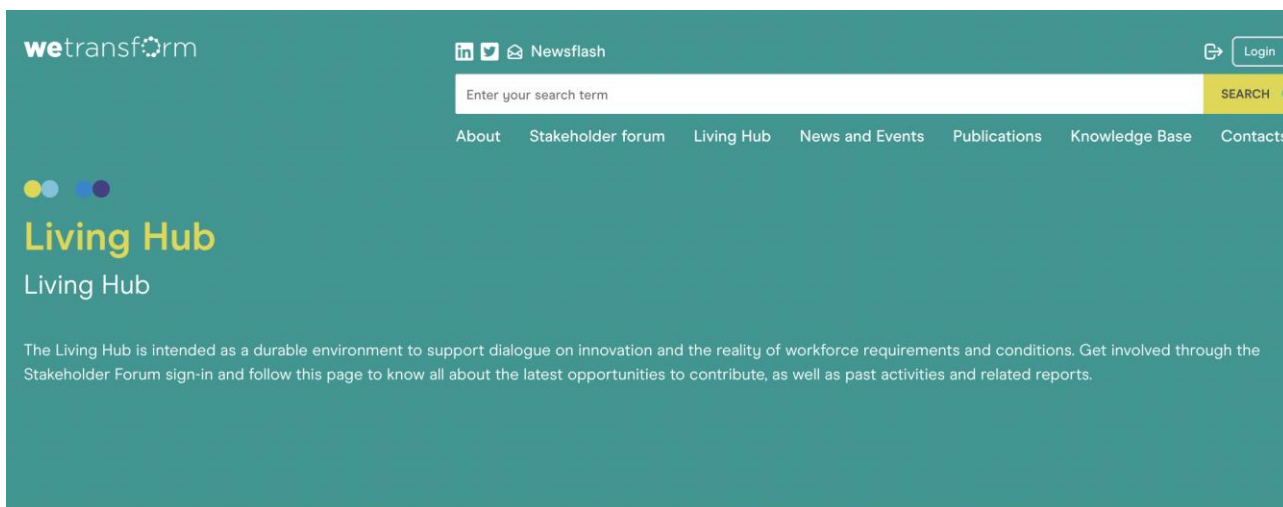 wetransform
Newsflash
Login
Enter your search term
SEARCH
About Stakeholder forum Living Hub News and Events Publications Knowledge Base Contacts
Living Hub
Living Hub
The Living Hub is intended as a durable environment to support dialogue on innovation and the reality of workforce requirements and conditions. Get involved through the
Stakeholder Forum sign-in and follow this page to know all about the latest opportunities to contribute, as well as past activities and related reports.